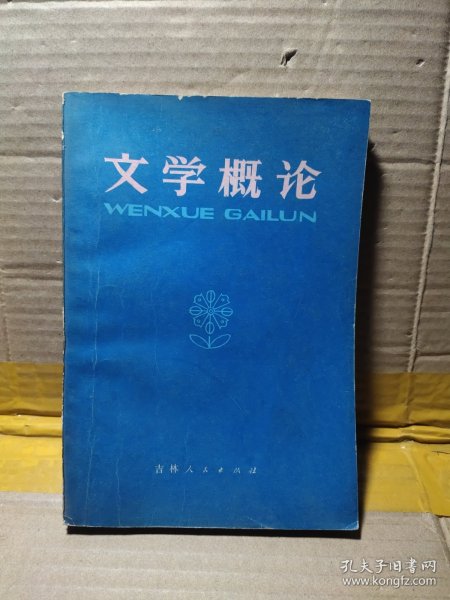 文学概论
WENXUE GAILUN
吉林人民出版社
孔夫子旧书网
www.kongfz.com